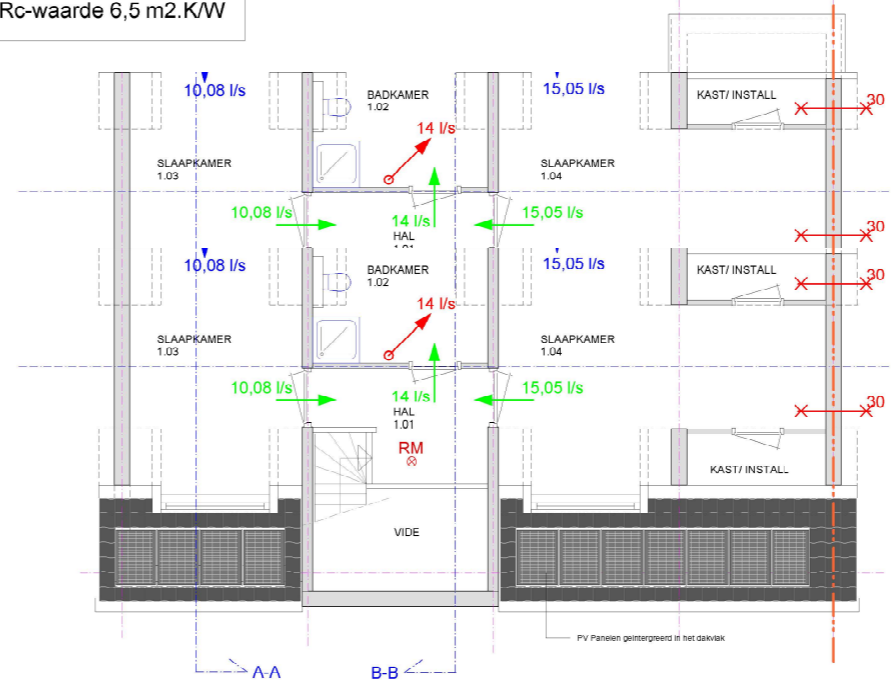 Rc-waarde 6,5 m2.K/W
10,08 l/s
BADKAMER
1.02
15,05 l/s
KAST/ INSTALL
30
14 l/s
SLAAPKAMER
1.03
SLAAPKAMER
1.04
10,08 l/s
14 l/s
15,05 l/s
HAL
30
10,08 l/s
BADKAMER
1.02
15,05 l/s
KAST/ INSTALL
30
14 l/s
SLAAPKAMER
1.03
SLAAPKAMER
1.04
10,08 l/s
14 l/s
15,05 l/s
HAL
1.01
30
RM
KAST/ INSTALL
VIDE
PV Panelen geintergreerd in het dakvlak
A-A
B-B